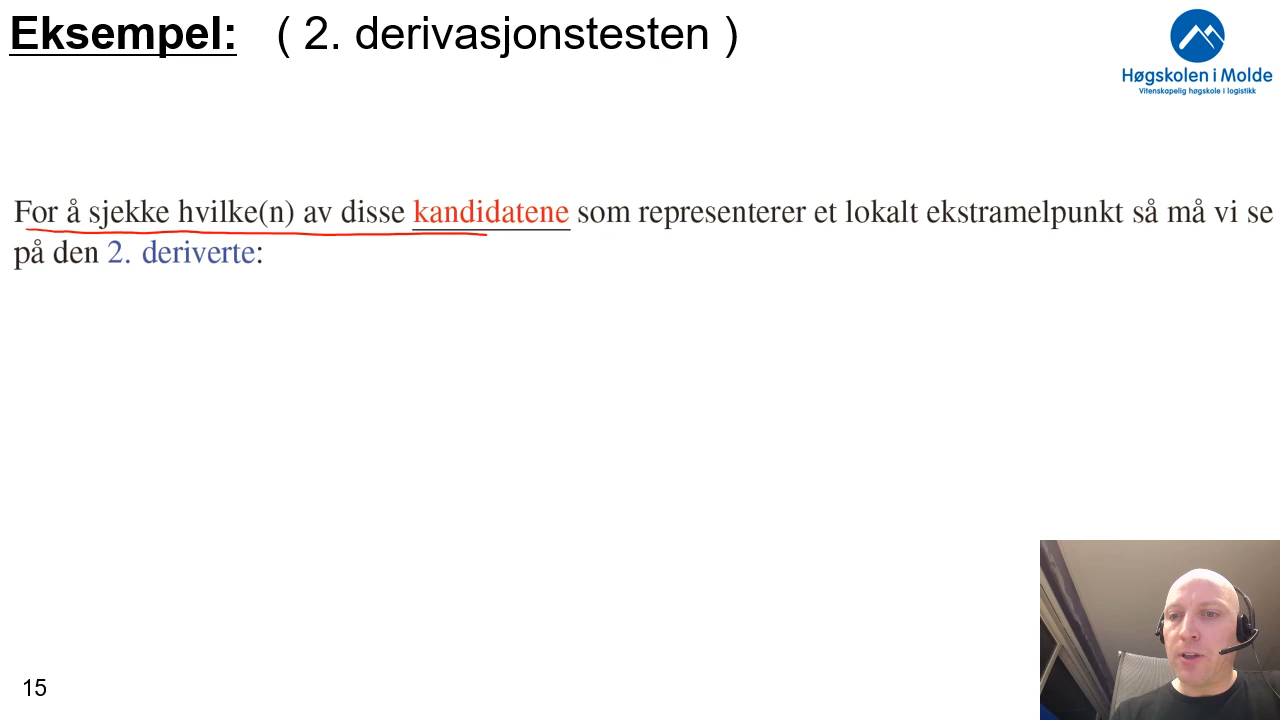 Eksempel: ( 2. derivasjonstesten )
Høgskolen i Molde
Vitenskapelig høgskole i logistikk
For å sjekke hvilke(n) av disse kandidatene som representerer et lokalt ekstramelpunkt så må vi se
på den 2. deriverte:
15